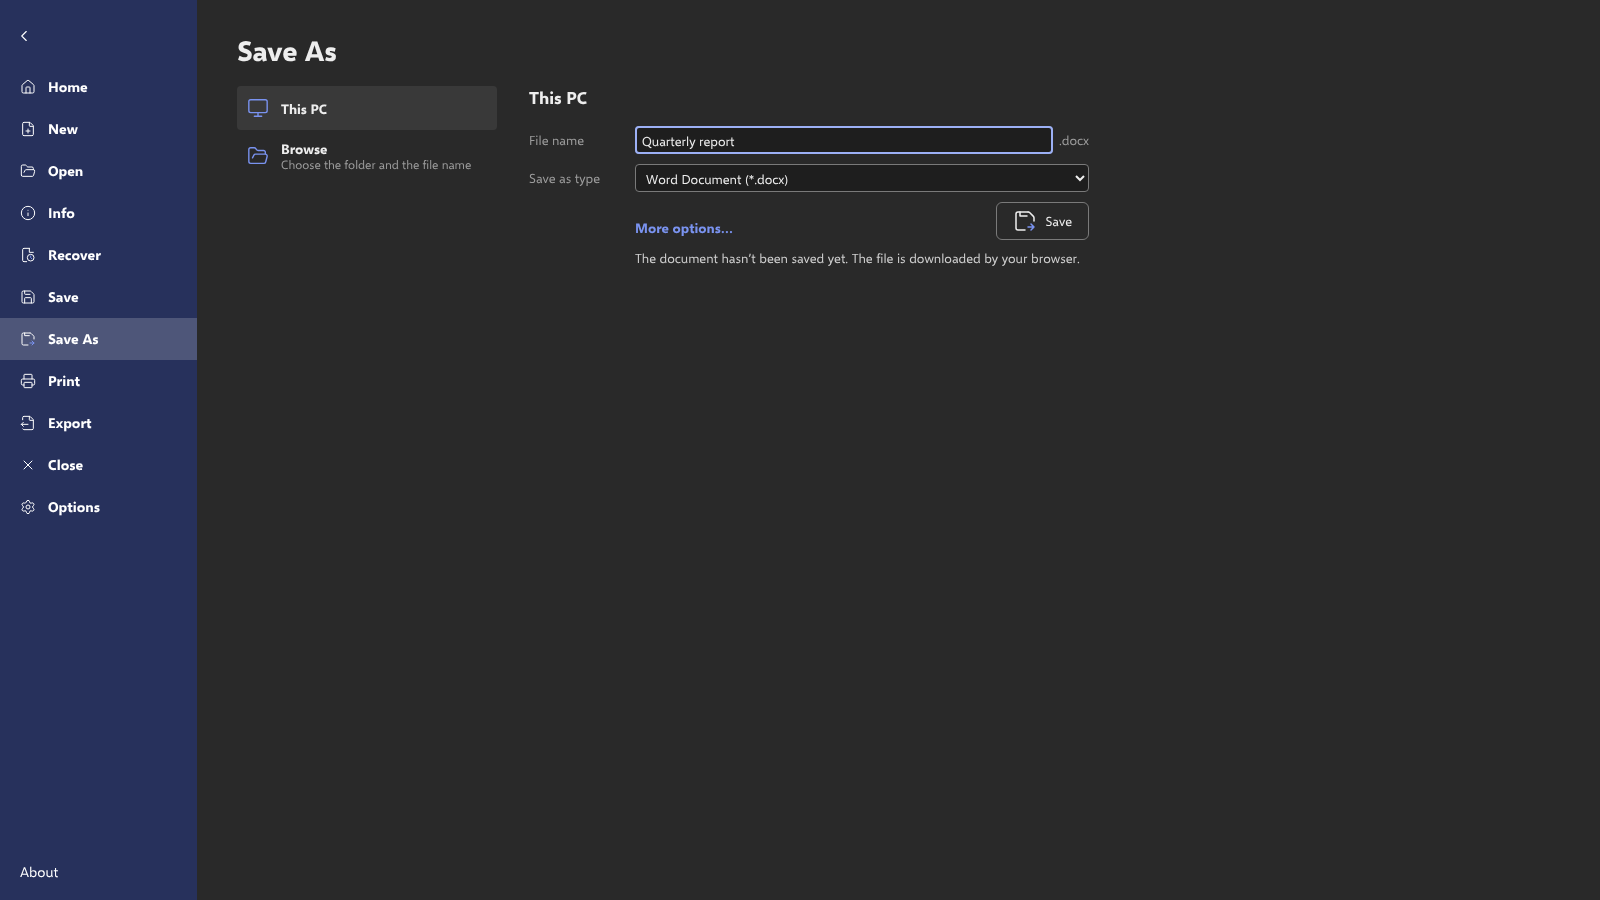 Home
New
Open
Info
Recover
Save
Save As
Print
Export
Close
Options
About
Save As
This PC
Browse
Choose the folder and the file name
This PC
File name
Quarterly report
.docx
Save as type
Word Document (*.docx)
More options...
Save
The document hasn't been saved yet. The file is downloaded by your browser.